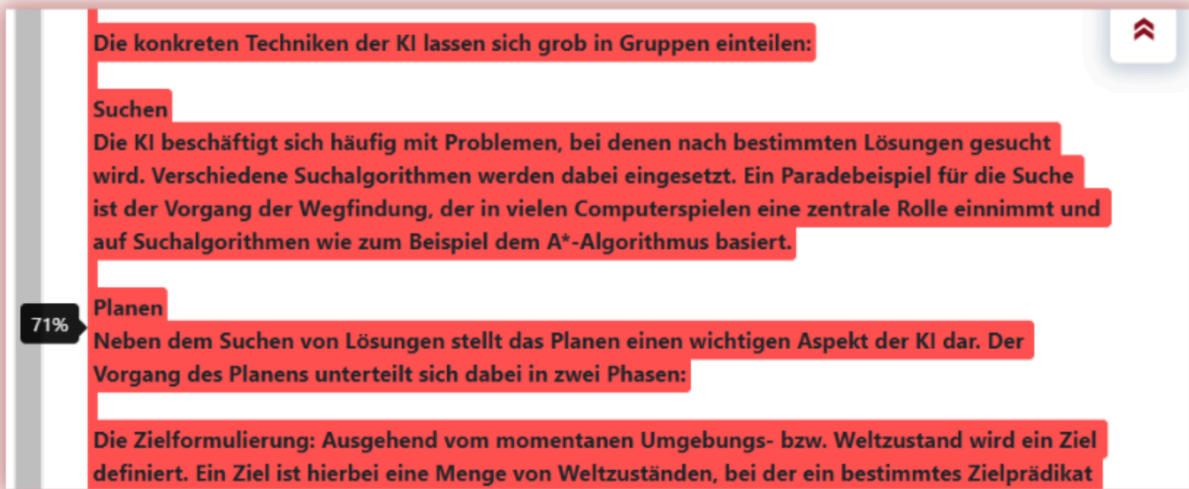 Die konkreten Techniken der KI lassen sich grob in Gruppen einteilen:
Suchen
Die KI beschäftigt sich häufig mit Problemen, bei denen nach bestimmten Lösungen gesucht
wird. Verschiedene Suchalgorithmen werden dabei eingesetzt. Ein Paradebeispiel für die Suche
ist der Vorgang der Wegfindung, der in vielen Computerspielen eine zentrale Rolle einnimmt und
auf Suchalgorithmen wie zum Beispiel dem A*-Algorithmus basiert.
Planen
71%
Neben dem Suchen von Lösungen stellt das Planen einen wichtigen Aspekt der KI dar. Der
Vorgang des Planens unterteilt sich dabei in zwei Phasen:
Die Zielformulierung: Ausgehend vom momentanen Umgebungs- bzw. Weltzustand wird ein Ziel
definiert. Ein Ziel ist hierbei eine Menge von Weltzuständen, bei der ein bestimmtes Zielprädikat